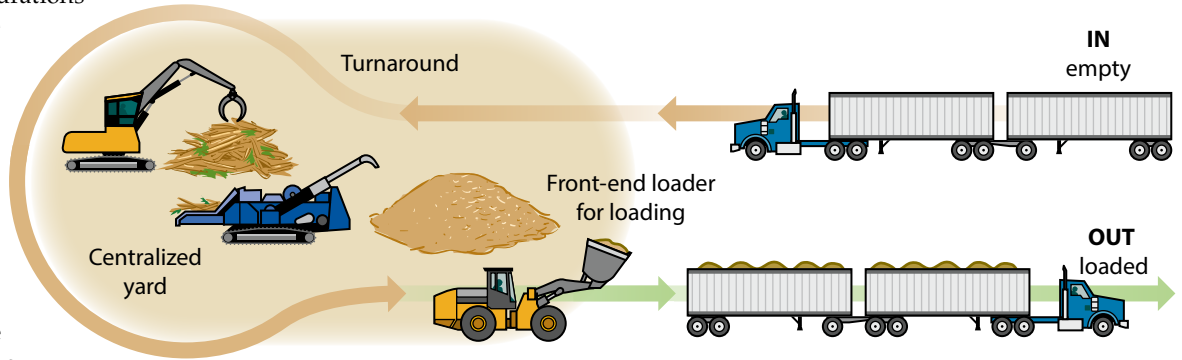 Turnaround
IN
empty
Front-end loader
for loading
Centralized
yard
OUT
loaded